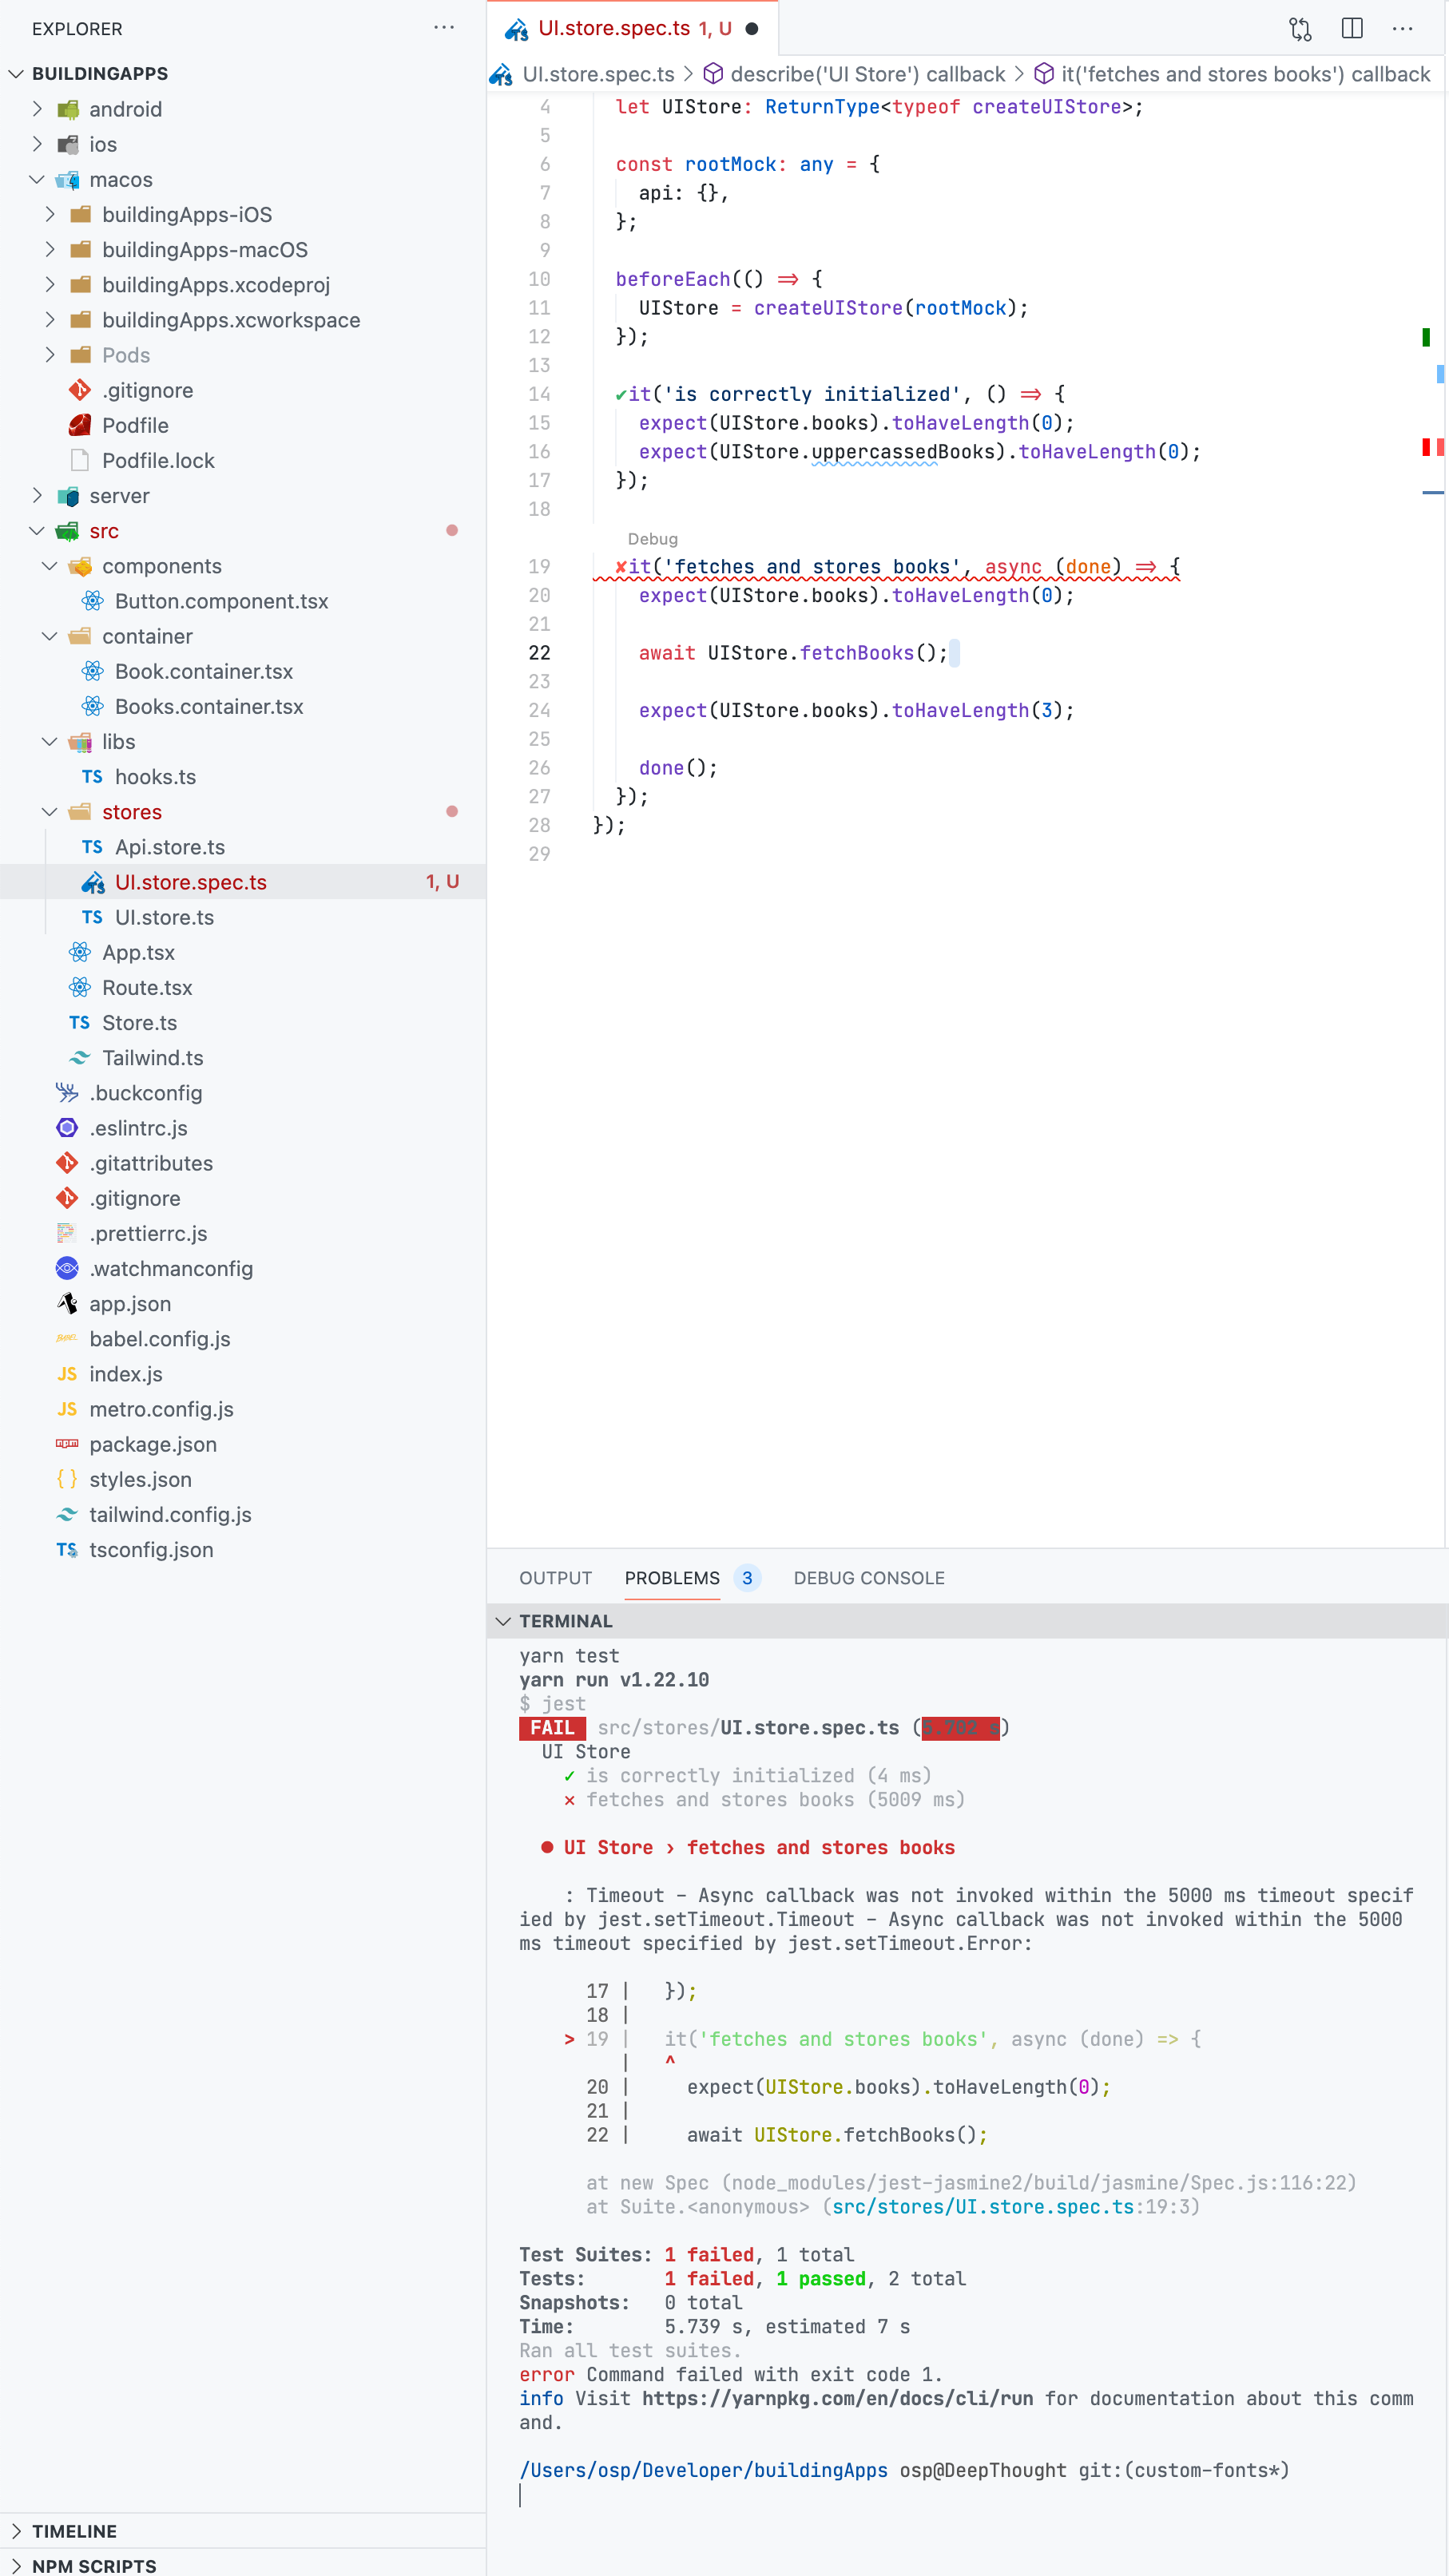 EXPLORER
BUILDINGAPPS
android
ios
macos
buildingApps-iOS
buildingApps-macOS
buildingApps.xcodeproj
buildingApps.xcworkspace
Pods
.gitignore
Podfile
Podfile.lock
server
src
components
Button.component.tsx
container
Book.container.tsx
Books.container.tsx
libs
TS hooks.ts
stores
TS Api.store.ts
UI.store.spec.ts 1, U
TS UI.store.ts
App.tsx
Route.tsx
TS Store.ts
Tailwind.ts
.buckconfig
.eslintrc.js
.gitattributes
.gitignore
.prettierrc.js
.watchmanconfig
app.json
babel.config.js
JS index.js
JS metro.config.js
package.json
{ } styles.json
tailwind.config.js
TS tsconfig.json
TIMELINE
NPM SCRIPTS
UI.store.spec.ts 1, U ●
UI.store.spec.ts > describe('UI Store') callback > it('fetches and stores books') callback
4 let UIStore: ReturnType<typeof createUIStore>;
5
6 const rootMock: any = {
7 api: {},
8 };
9
10 beforeEach(() => {
11 UIStore = createUIStore(rootMock);
12 });
13
14 ✔it('is correctly initialized', () => {
15 expect(UIStore.books).toHaveLength(0);
16 expect(UIStore.uppercassedBooks).toHaveLength(0);
17 });
18
Debug
19 ✘it('fetches and stores books', async (done) => {
20 expect(UIStore.books).toHaveLength(0);
21
22 await UIStore.fetchBooks();
23
24 expect(UIStore.books).toHaveLength(3);
25
26 done();
27 });
28 });
29
OUTPUT PROBLEMS 3 DEBUG CONSOLE
TERMINAL
yarn test
yarn run v1.22.10
$ jest
FAIL src/stores/UI.store.spec.ts (5.702 s)
UI Store
✓ is correctly initialized (4 ms)
✕ fetches and stores books (5009 ms)
● UI Store › fetches and stores books
: Timeout - Async callback was not invoked within the 5000 ms timeout specif
ied by jest.setTimeout.Timeout - Async callback was not invoked within the 5000
ms timeout specified by jest.setTimeout.Error:
17 | });
18 |
> 19 | it('fetches and stores books', async (done) => {
| ^
20 | expect(UIStore.books).toHaveLength(0);
21 |
22 | await UIStore.fetchBooks();
at new Spec (node_modules/jest-jasmine2/build/jasmine/Spec.js:116:22)
at Suite.<anonymous> (src/stores/UI.store.spec.ts:19:3)
Test Suites: 1 failed, 1 total
Tests: 1 failed, 1 passed, 2 total
Snapshots: 0 total
Time: 5.739 s, estimated 7 s
Ran all test suites.
error Command failed with exit code 1.
info Visit https://yarnpkg.com/en/docs/cli/run for documentation about this comm
and.
/Users/osp/Developer/buildingApps osp@DeepThought git:(custom-fonts*)